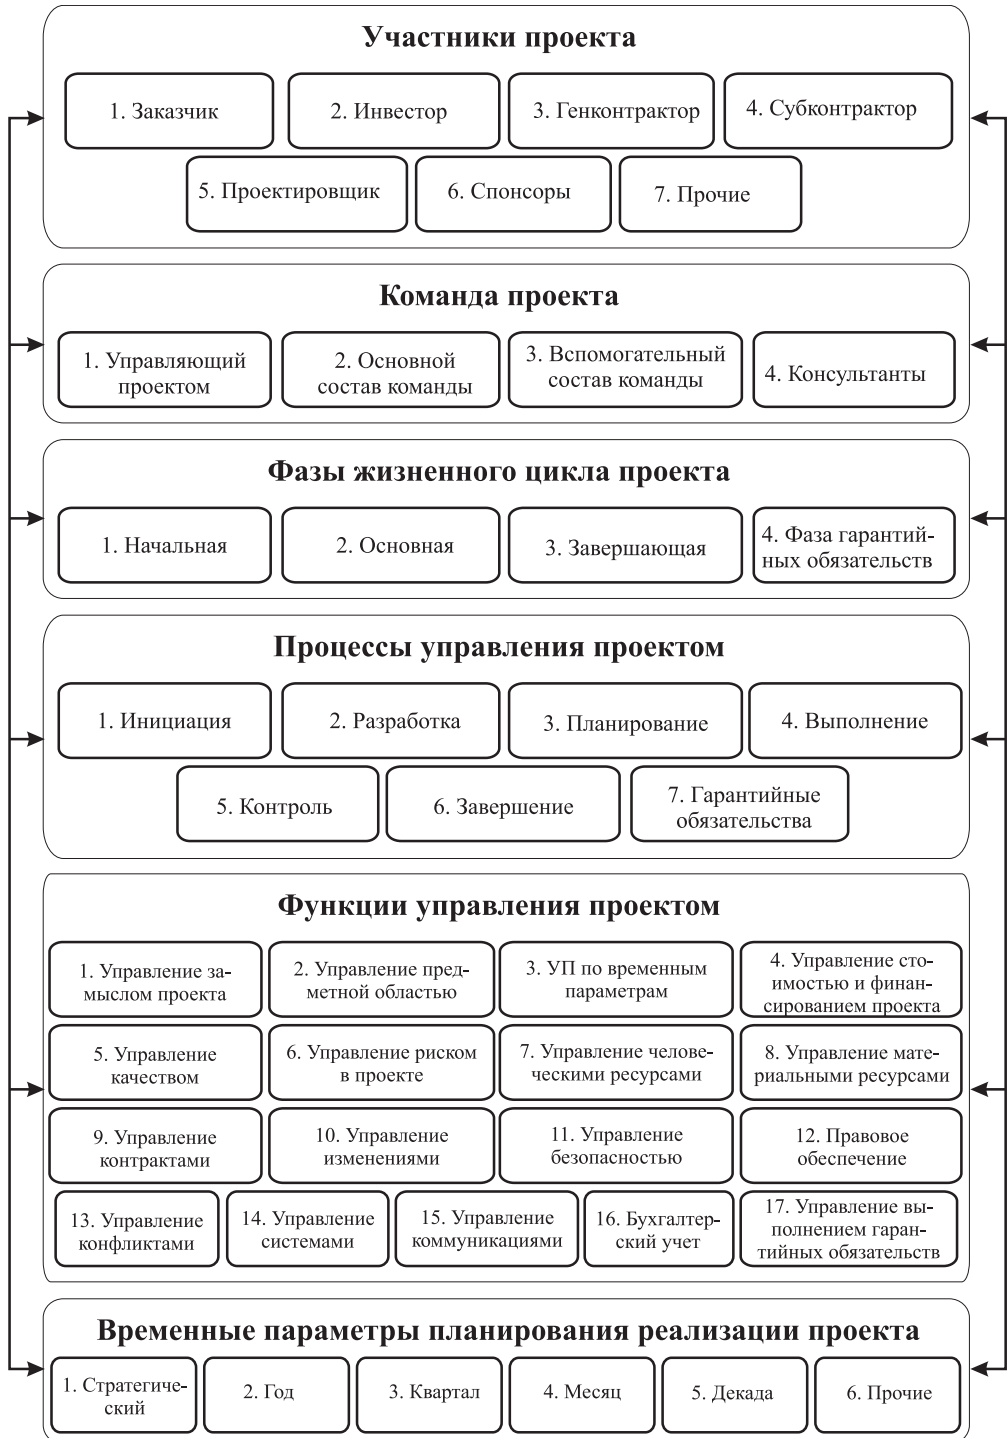 Участники проекта
1. Заказчик
2. Инвестор
3. Генконтрактор
4. Субконтрактор
5. Проектировщик
6. Спонсоры
7. Прочие
Команда проекта
1. Управляющий
проектом
2. Основной
состав команды
3. Вспомогательный
состав команды
4. Консультанты
Фазы жизненного цикла проекта
1. Начальная
2. Основная
3. Завершающая
4. Фаза гарантий-
ных обязательств
Процессы управления проектом
1. Инициация
2. Разработка
3. Планирование
4. Выполнение
5. Контроль
6. Завершение
7. Гарантийные
обязательства
Функции управления проектом
1. Управление за-
мыслом проекта
2. Управление пред-
метной областью
3. УП по временным
параметрам
4. Управление сто-
имостью и финан-
сированием проекта
5. Управление
качеством
6. Управление риском
в проекте
7. Управление челове-
ческими ресурсами
8. Управление мате-
риальными ресурсами
9. Управление
контрактами
10. Управление
изменениями
11. Управление
безопасностью
12. Правовое
обеспечение
13. Управление
конфликтами
14. Управление
системами
15. Управление
коммуникациями
16. Бухгалтер-
ский учет
17. Управление вы-
полнением гаран-
тийных обязательств
Временные параметры планирования реализации проекта
1. Стратегиче-
ский
2. Год
3. Квартал
4. Месяц
5. Декада
6. Прочие